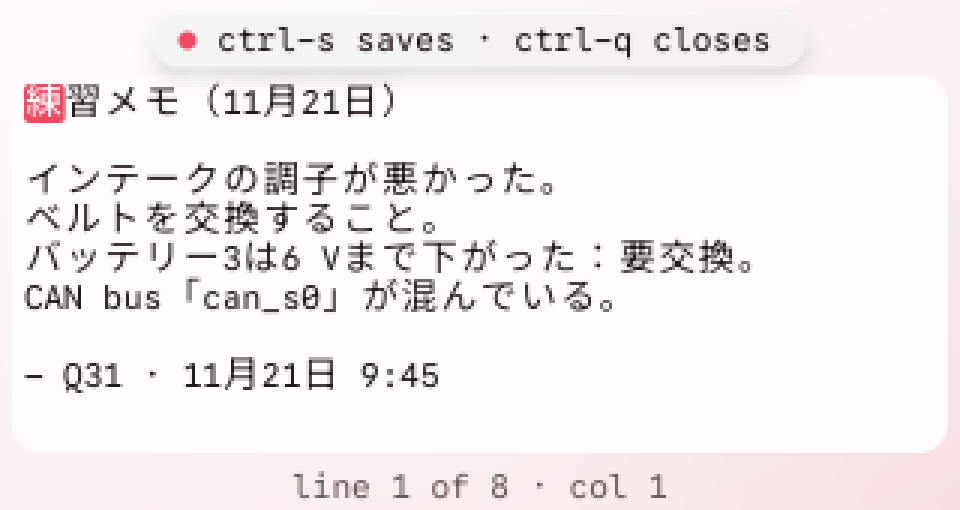 ctrl-s saves · ctrl-q closes
練習メモ（11月21日）
インテークの調子が悪かった。
ベルトを交換すること。
バッテリー3は6 Vまで下がった：要交換。
CAN bus「can_s0」が混んでいる。
— Q31 · 11月21日 9:45
line 1 of 8 · col 1